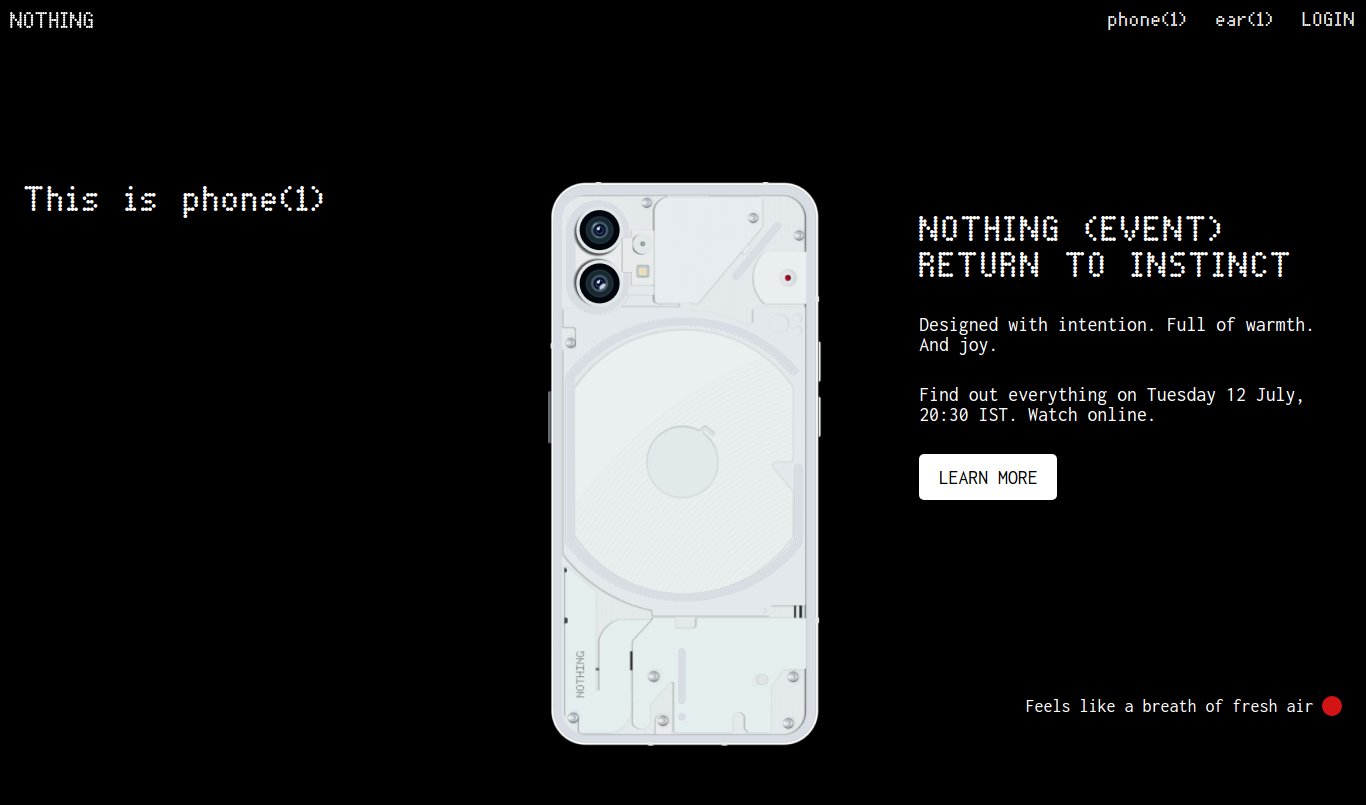 NOTHING
phone(1) ear(1) LOGIN
This is phone(1)
NOTHING (EVENT)
RETURN TO INSTINCT
Designed with intention. Full of warmth.
And joy.
Find out everything on Tuesday 12 July,
20:30 IST. Watch online.
LEARN MORE
NOTHING
Feels like a breath of fresh air